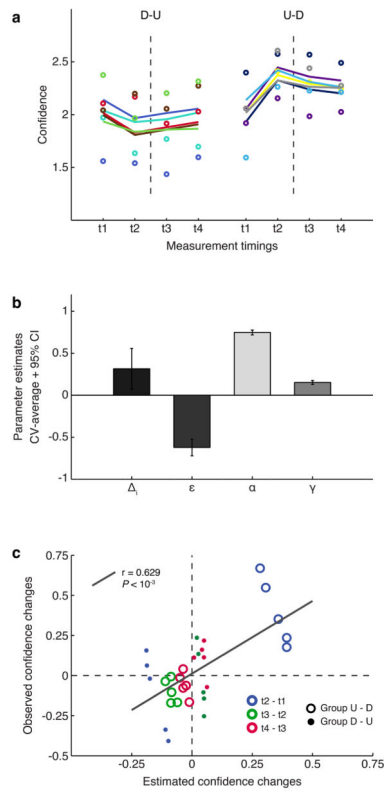 a
D-U
U-D
Confidence
2.5
2
1.5
t1 t2 t3 t4 t1 t2 t3 t4
Measurement timings
b
Parameter estimates
CV-average + 95% CI
1
0.5
0
-0.5
-1
Δi ε α γ
c
Observed confidence changes
0.75
0.5
0.25
0
-0.25
-0.5
r = 0.629
P < 10-3
t2 - t1
t3 - t2
t4 - t3
Group U - D
Group D - U
-0.25 0 0.25 0.5 0.75
Estimated confidence changes